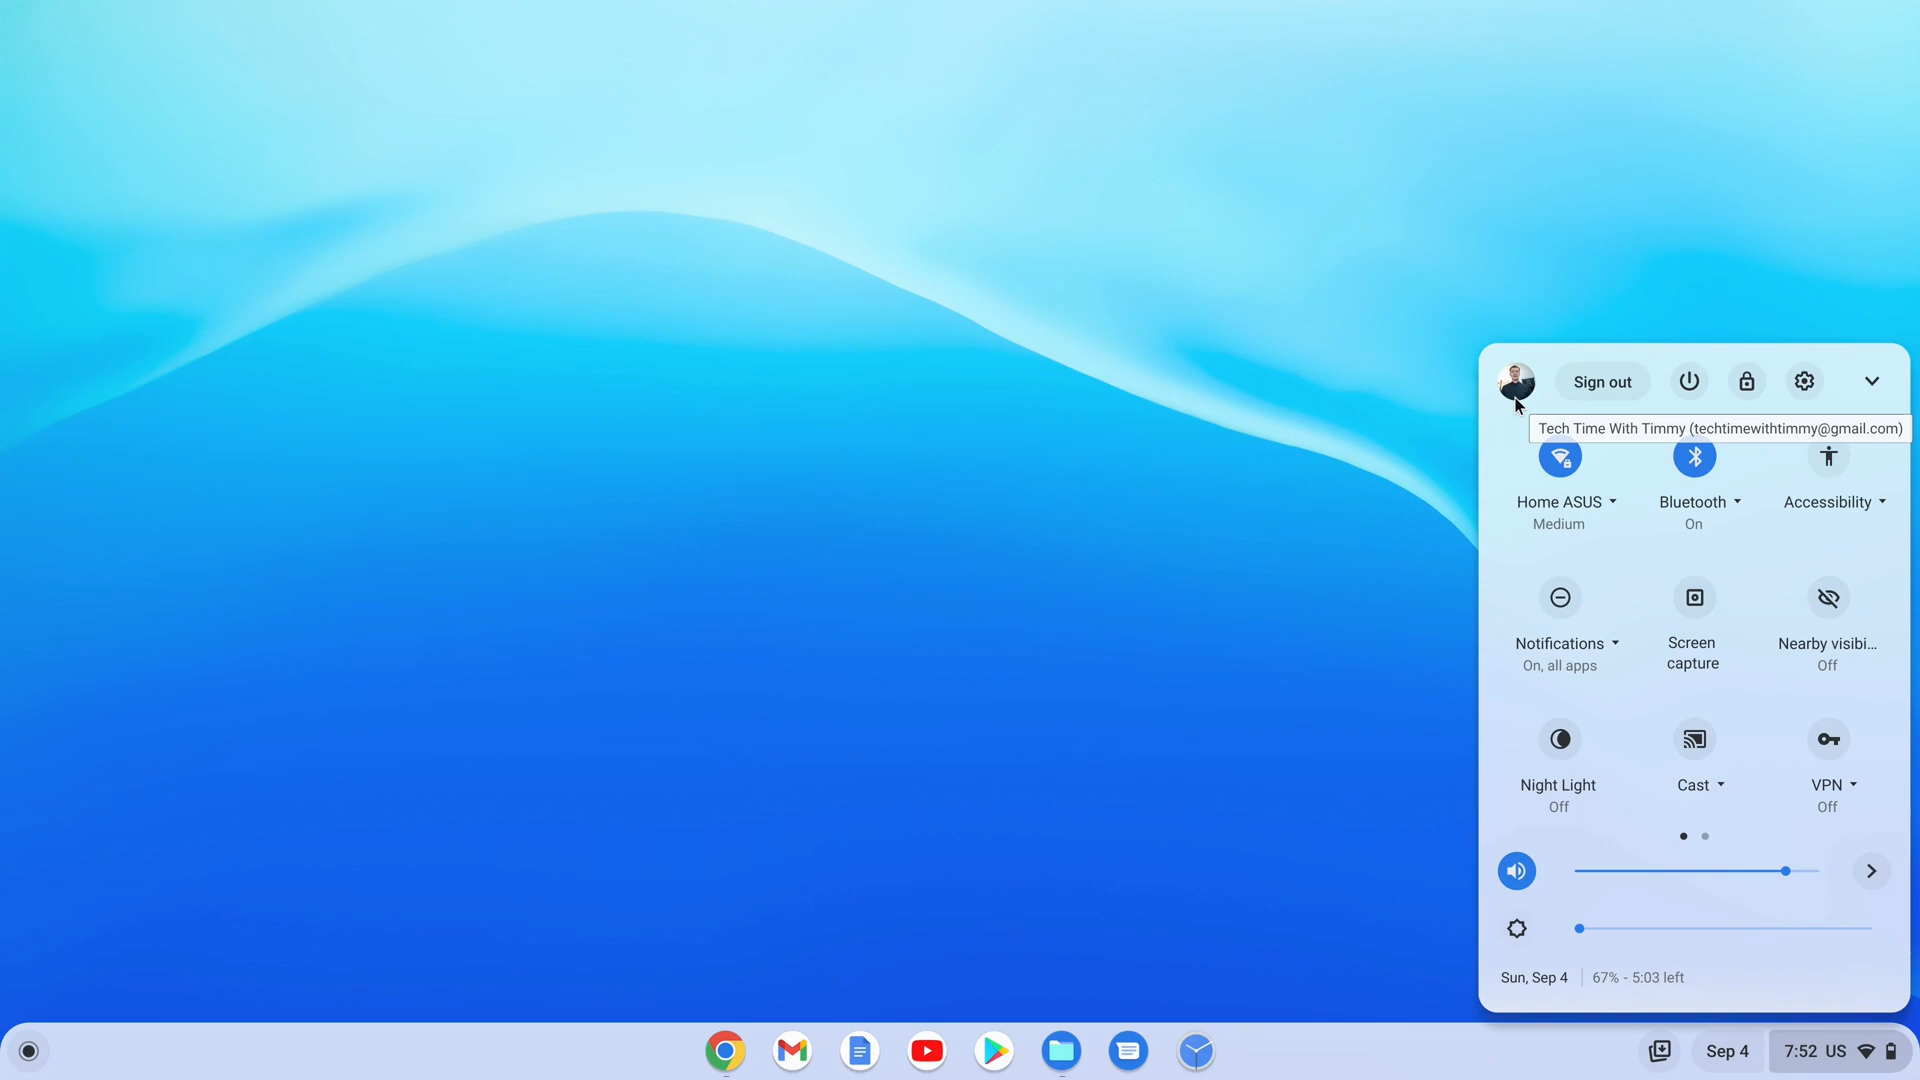 Sign out
Tech Time With Timmy (techtimewithtimmy@gmail.com)
Home ASUS
Medium
Bluetooth
On
Accessibility
Notifications
On, all apps
Screen
capture
Nearby visibi...
Off
Night Light
Off
Cast
VPN
Off
Sun, Sep 4
67% - 5:03 left
Sep 4
7:52 US